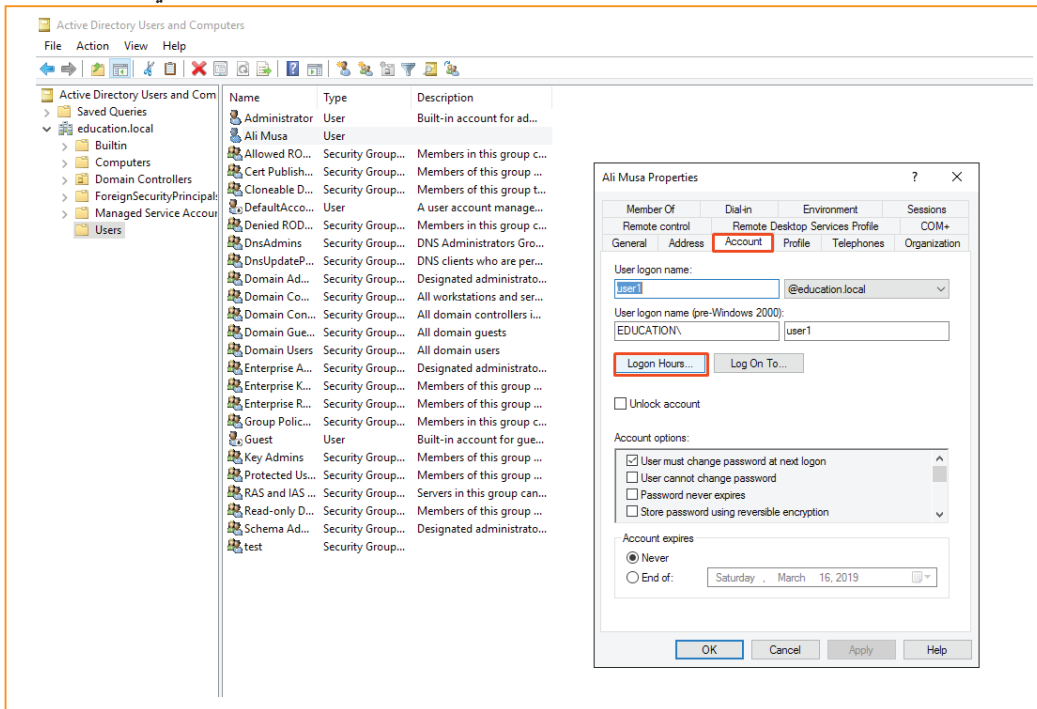 Active Directory Users and Computers
File Action View Help
Active Directory Users and Com
Saved Queries
education.local
Builtin
Computers
Domain Controllers
ForeignSecurityPrincipals
Managed Service Accour
Users
Name Type Description
Administrator User Built-in account for ad...
Ali Musa User
Allowed RO... Security Group... Members in this group c...
Cert Publish... Security Group... Members of this group ...
Cloneable D... Security Group... Members of this group t...
DefaultAcco... User A user account manage...
Denied ROD... Security Group... Members in this group c...
DnsAdmins Security Group... DNS Administrators Gro...
DnsUpdateP... Security Group... DNS clients who are per...
Domain Ad... Security Group... Designated administrato...
Domain Co... Security Group... All workstations and ser...
Domain Con... Security Group... All domain controllers i...
Domain Gue... Security Group... All domain guests
Domain Users Security Group... All domain users
Enterprise A... Security Group... Designated administrato...
Enterprise K... Security Group... Members of this group ...
Enterprise R... Security Group... Members of this group ...
Group Polic... Security Group... Members in this group c...
Guest User Built-in account for gue...
Key Admins Security Group... Members of this group ...
Protected Us... Security Group... Members of this group ...
RAS and IAS ... Security Group... Servers in this group can...
Read-only D... Security Group... Members of this group ...
Schema Ad... Security Group... Designated administrato...
test Security Group...
Ali Musa Properties ?
Member Of Dial-in Environment Sessions
Remote control Remote Desktop Services Profile COM+
General Address Account Profile Telephones Organization
User logon name:
user1 @education.local
User logon name (pre-Windows 2000):
EDUCATION\ user1
Logon Hours... Log On To...
Unlock account
Account options:
User must change password at next logon
User cannot change password
Password never expires
Store password using reversible encryption
Account expires
Never
End of: Saturday , March 16, 2019
OK Cancel Apply Help